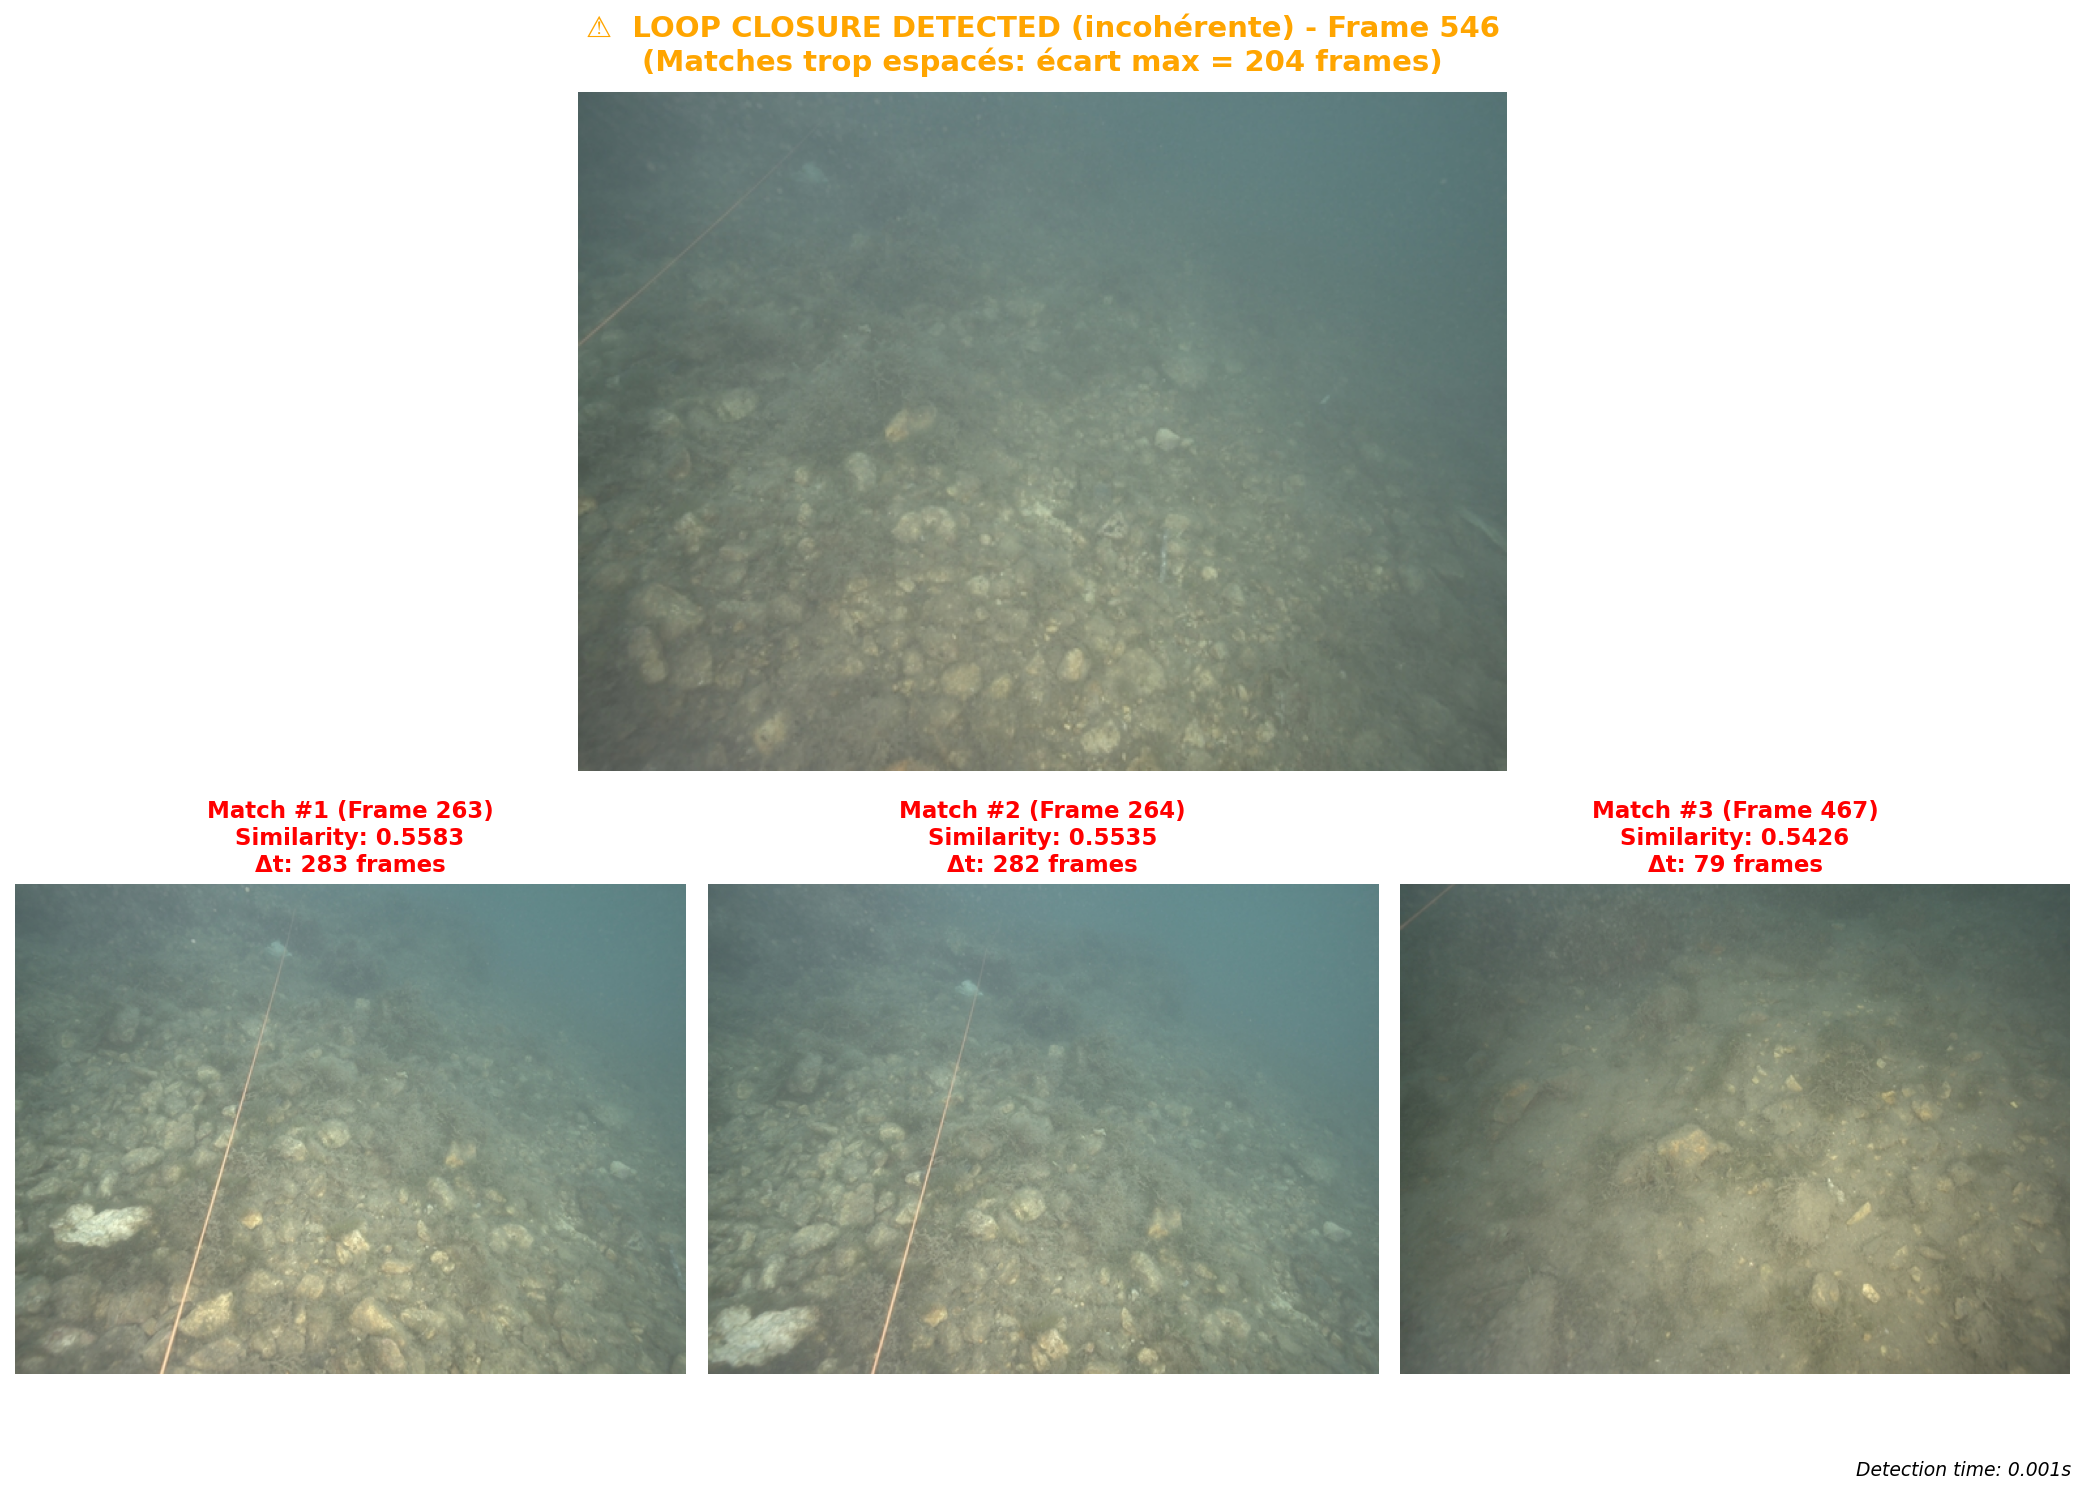 ⚠ LOOP CLOSURE DETECTED (incohérente) - Frame 546
(Matches trop espacés: écart max = 204 frames)
Match #1 (Frame 263)
Similarity: 0.5583
Δt: 283 frames
Match #2 (Frame 264)
Similarity: 0.5535
Δt: 282 frames
Match #3 (Frame 467)
Similarity: 0.5426
Δt: 79 frames
Detection time: 0.001s